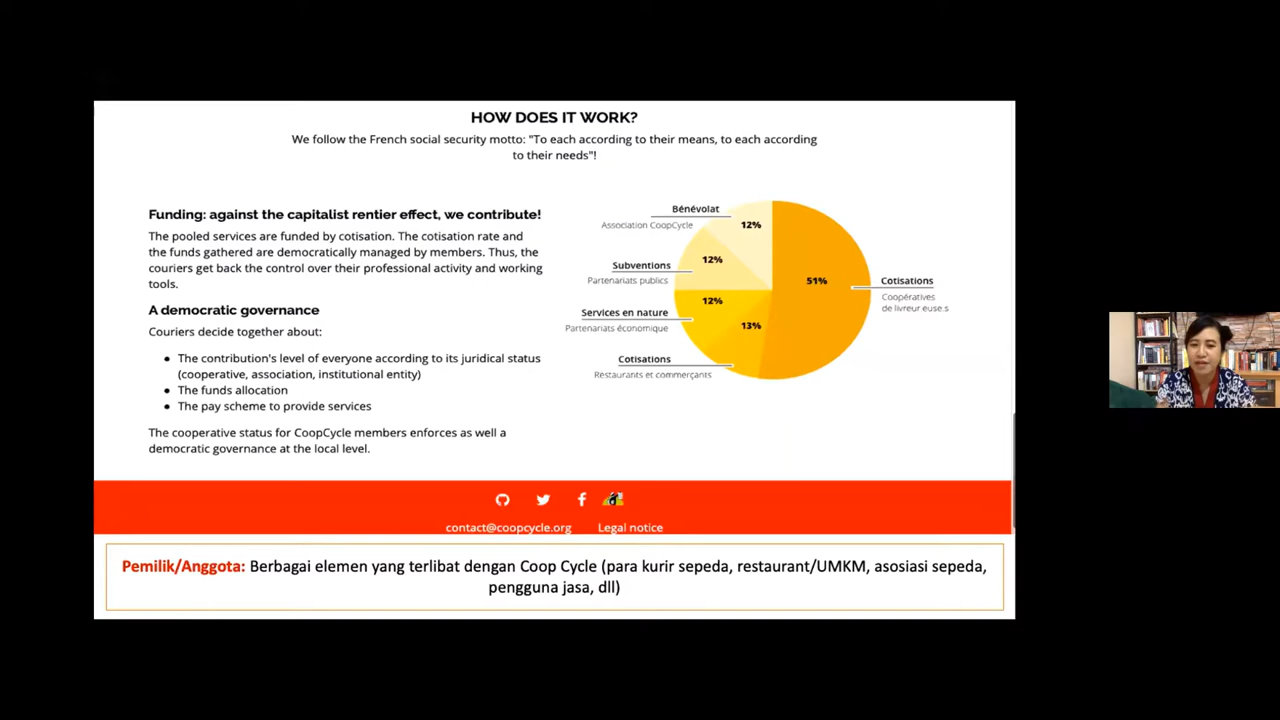 HOW DOES IT WORK?
We follow the French social security motto: "To each according to their means, to each according
to their needs"!
Funding: against the capitalist rentier effect, we contribute!
The pooled services are funded by cotisation. The cotisation rate and
the funds gathered are democratically managed by members. Thus, the
couriers get back the control over their professional activity and working
tools.
A democratic governance
Couriers decide together about:
The contribution's level of everyone according to its juridical status
(cooperative, association, institutional entity)
The funds allocation
The pay scheme to provide services
The cooperative status for CoopCycle members enforces as well a
democratic governance at the local level.
Bénévolat
Association CoopCycle
12%
Subventions
Partenariats publics
12%
Services en nature
Partenariats économique
12%
Cotisations
Restaurants et commerçants
13%
51%
Cotisations
Coopératives
de livreur.euse.s
contact@coopcycle.org
Legal notice
Pemilik/Anggota: Berbagai elemen yang terlibat dengan Coop Cycle (para kurir sepeda, restaurant/UMKM, asosiasi sepeda,
pengguna jasa, dll)